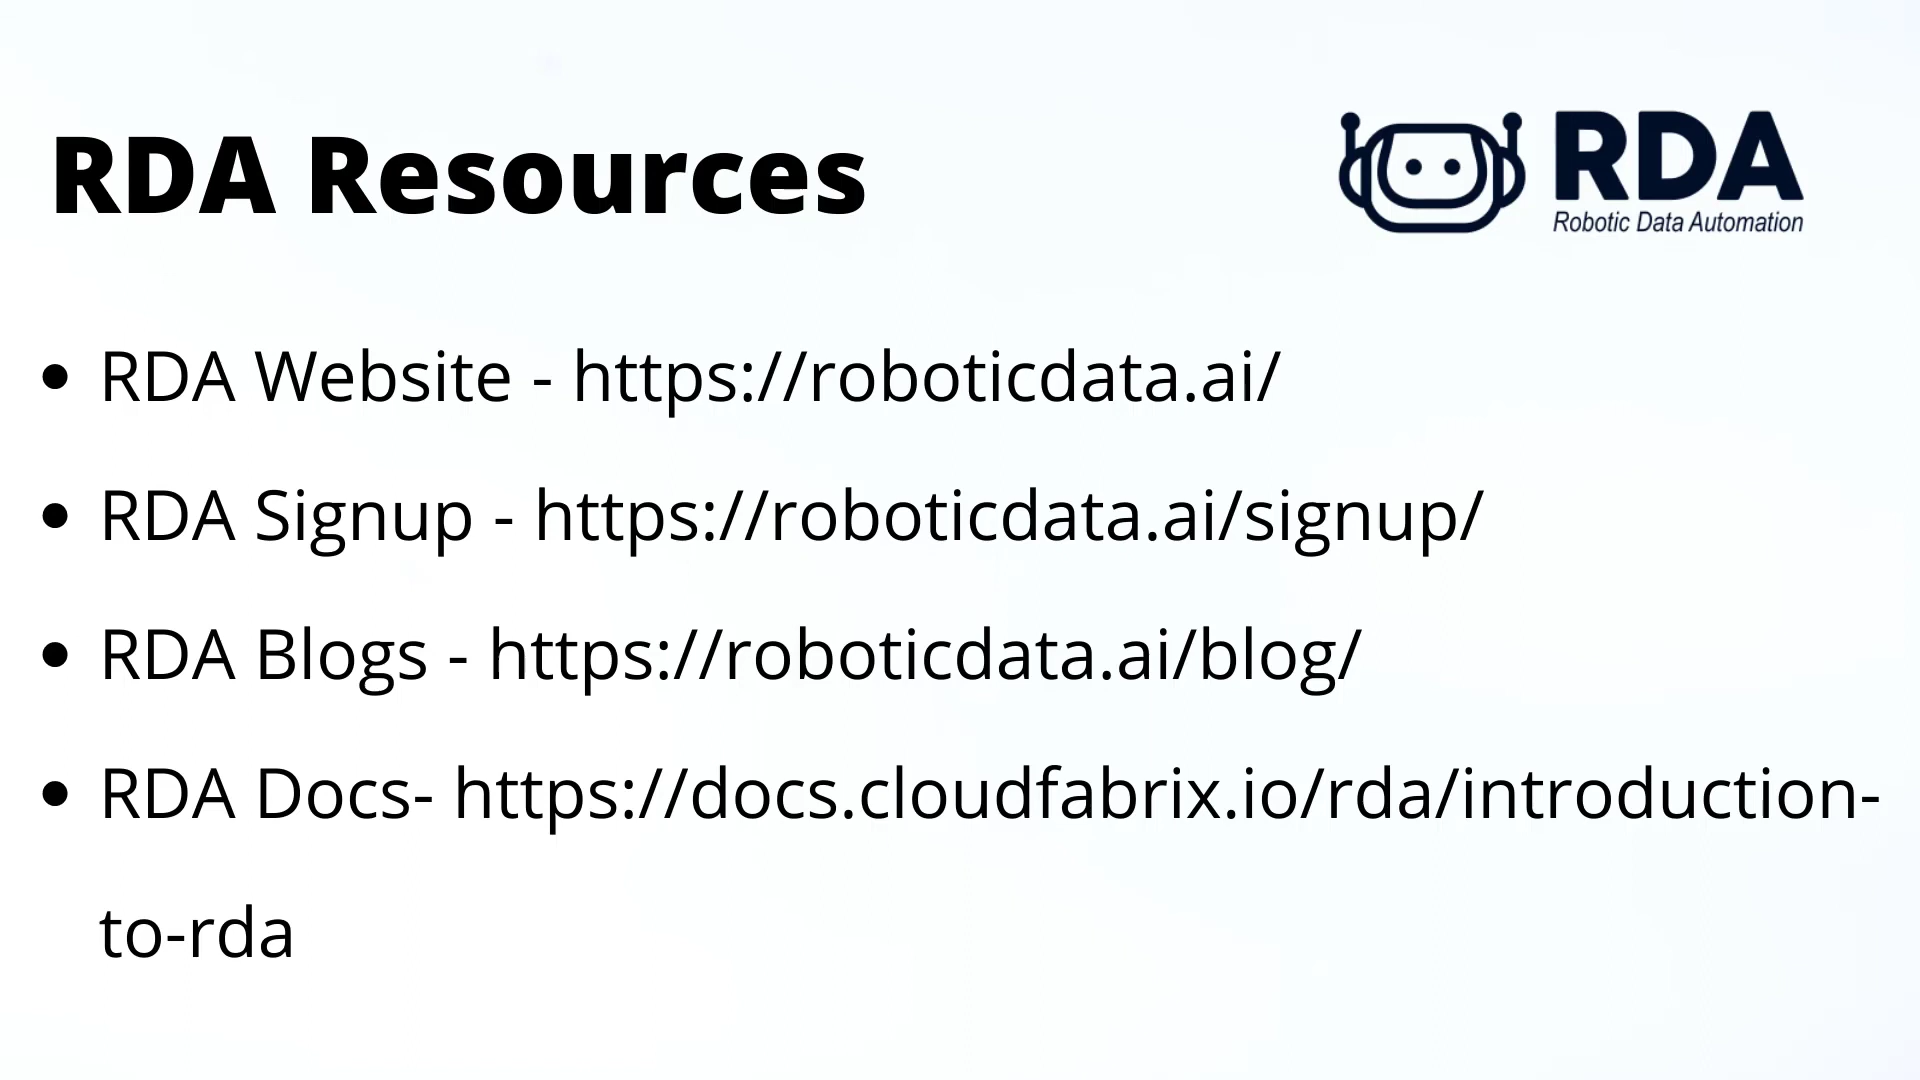 RDA Resources
RDA
Robotic Data Automation
• RDA Website - https://roboticdata.ai/
• RDA Signup - https://roboticdata.ai/signup/
• RDA Blogs - https://roboticdata.ai/blog/
• RDA Docs- https://docs.cloudfabrix.io/rda/introduction-
to-rda